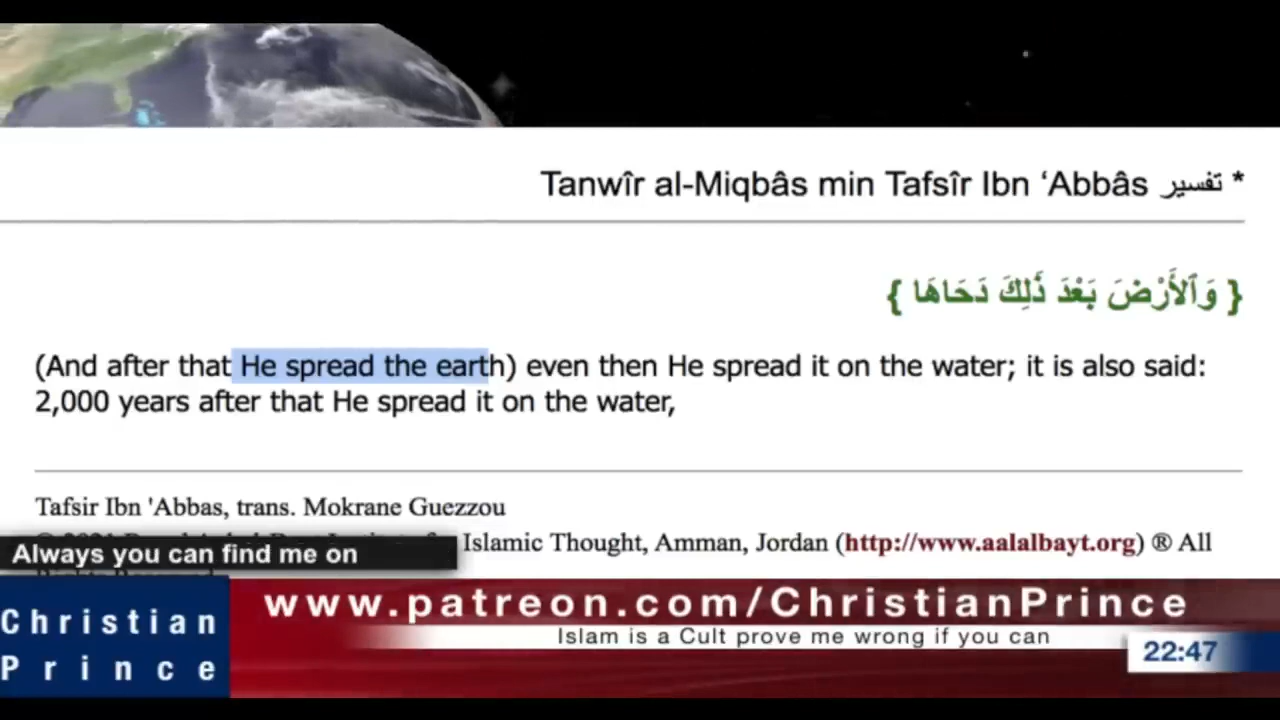 Tanwîr al-Miqbâs min Tafsîr Ibn ‘Abbâs تفسير *
{ وَٱلأَرْضَ بَعْدَ ذَٰلِكَ دَحَاهَا }
(And after that He spread the earth) even then He spread it on the water; it is also said:
2,000 years after that He spread it on the water,
Tafsir Ibn 'Abbas, trans. Mokrane Guezzou
Islamic Thought, Amman, Jordan (http://www.aalalbayt.org) ® All
Always you can find me on
Christian
Prince
www.patreon.com/ChristianPrince
Islam is a Cult prove me wrong if you can
22:47